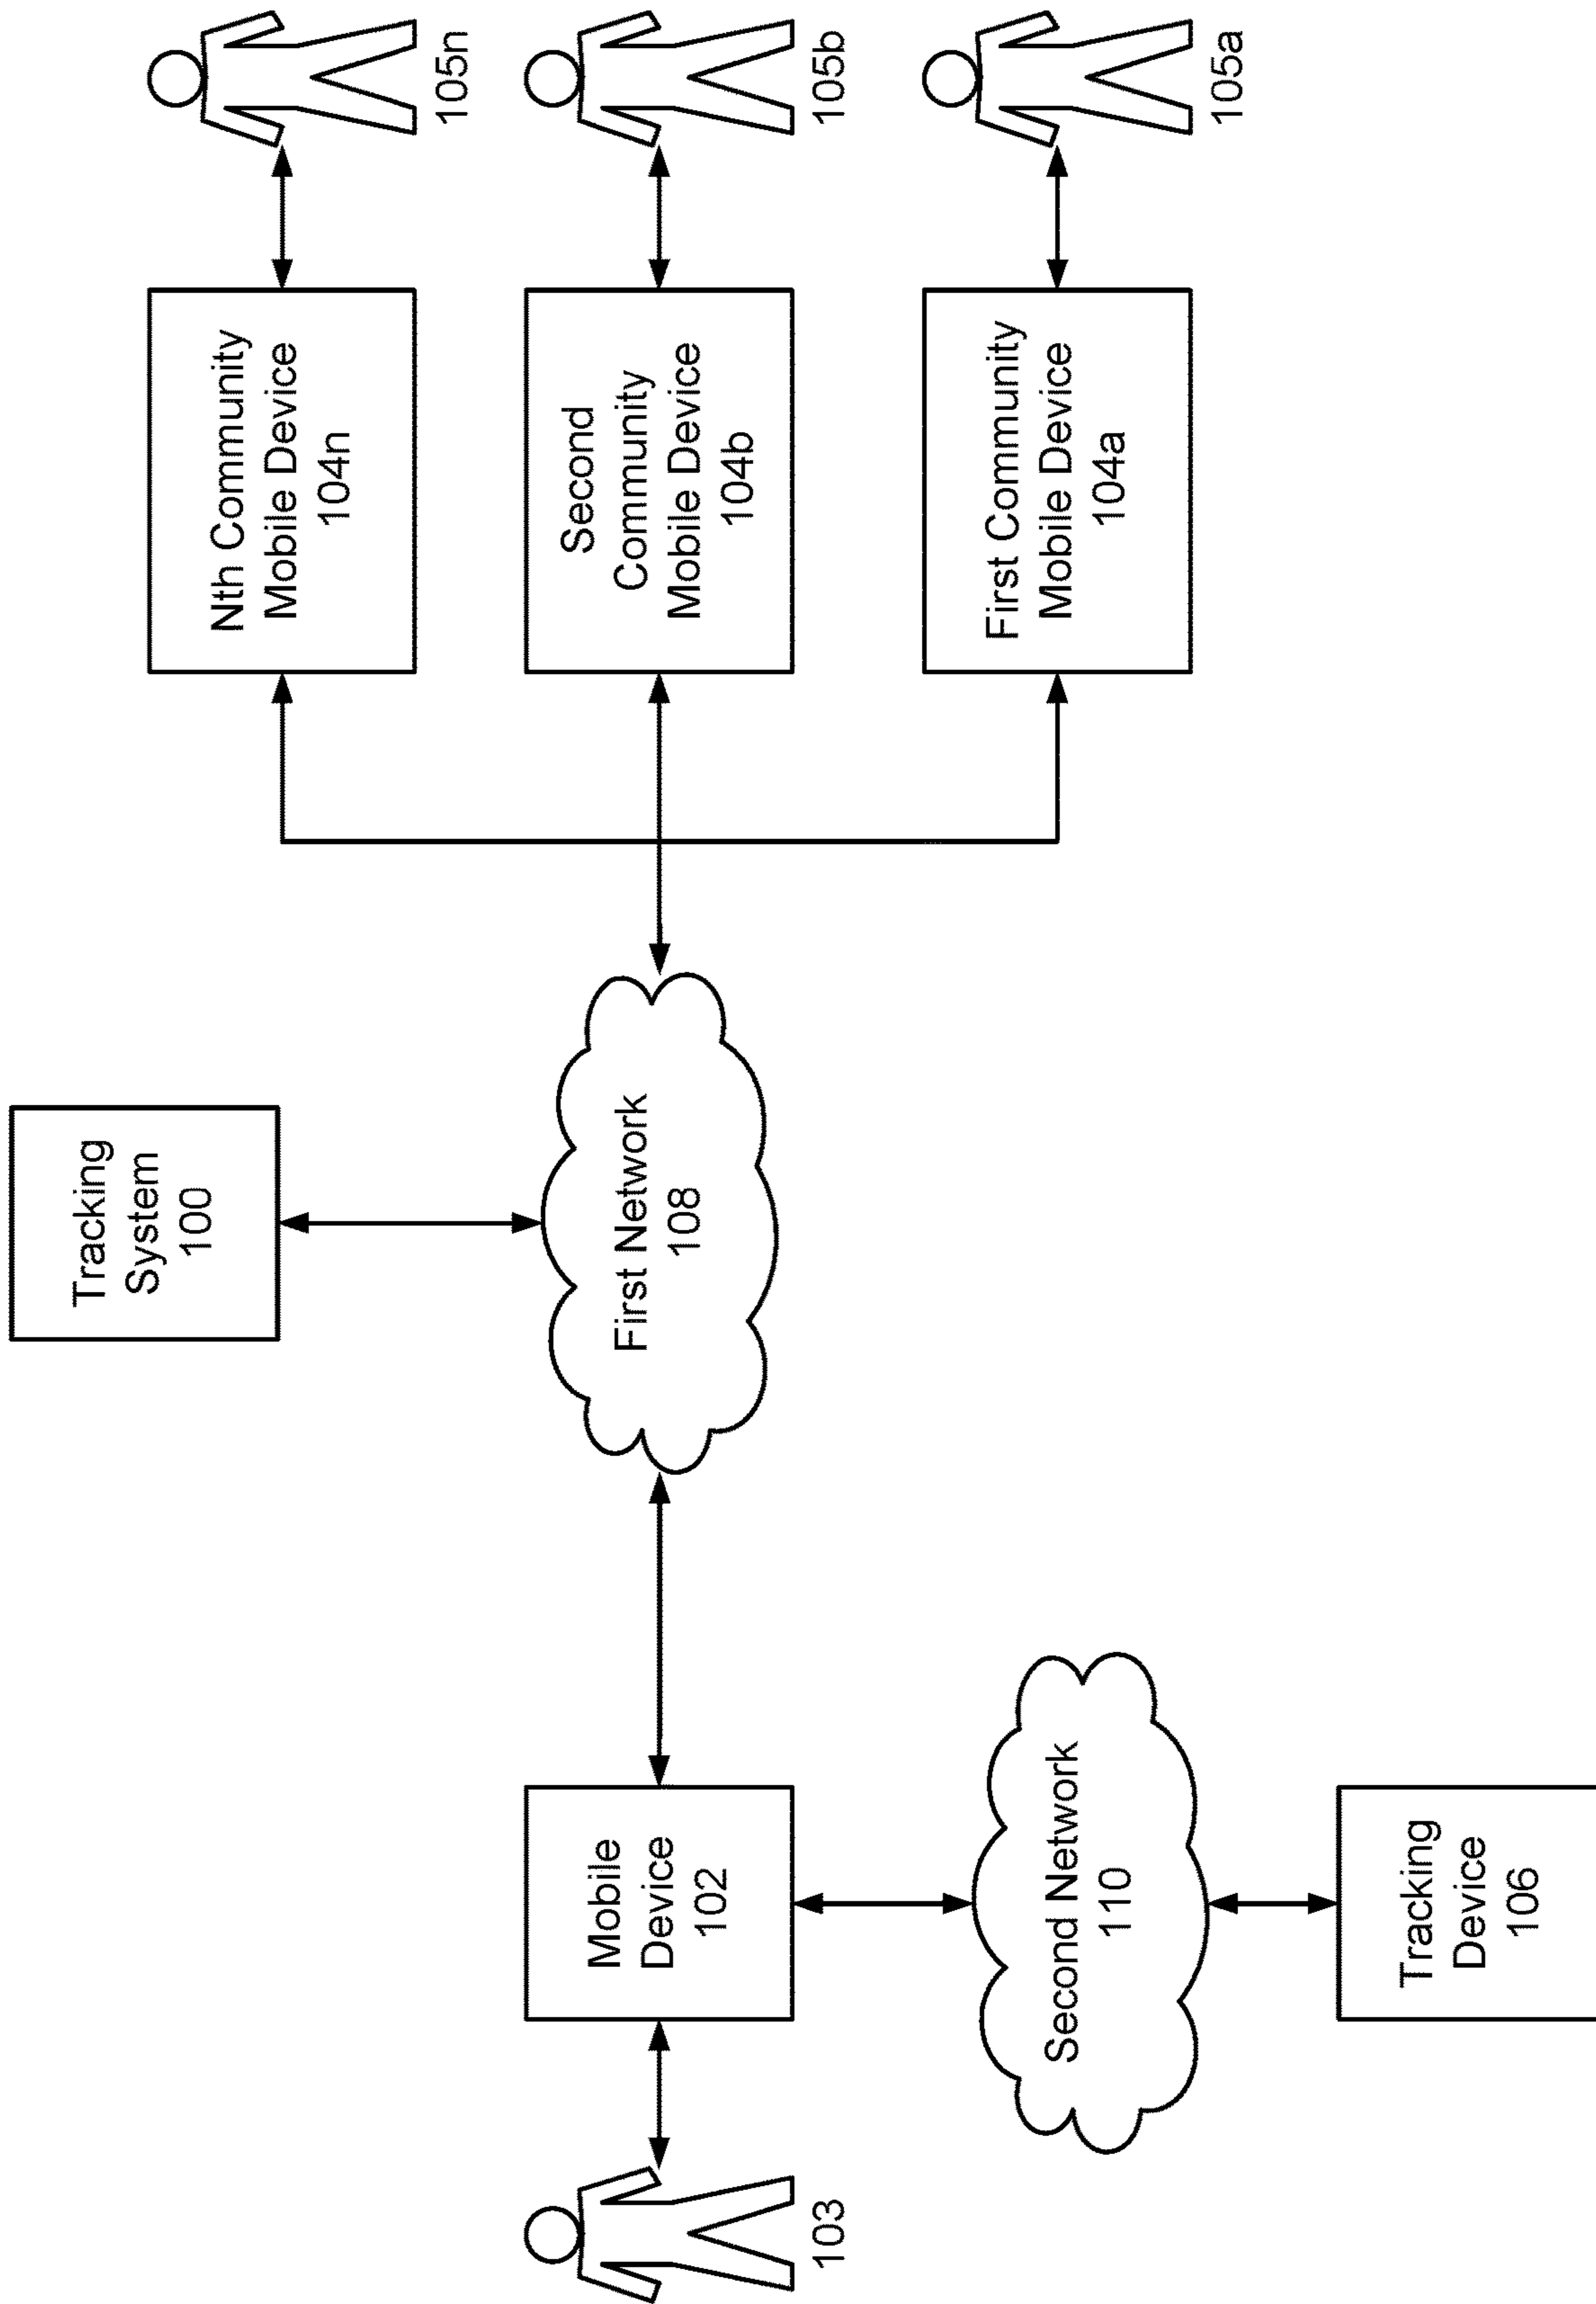 Tracking
System
100
Nth Community
Mobile Device
104n
105n
103
Mobile
Device
102
First Network
108
Second
Community
Mobile Device
104b
105b
Second Network
110
First Community
Mobile Device
104a
105a
Tracking
Device
106